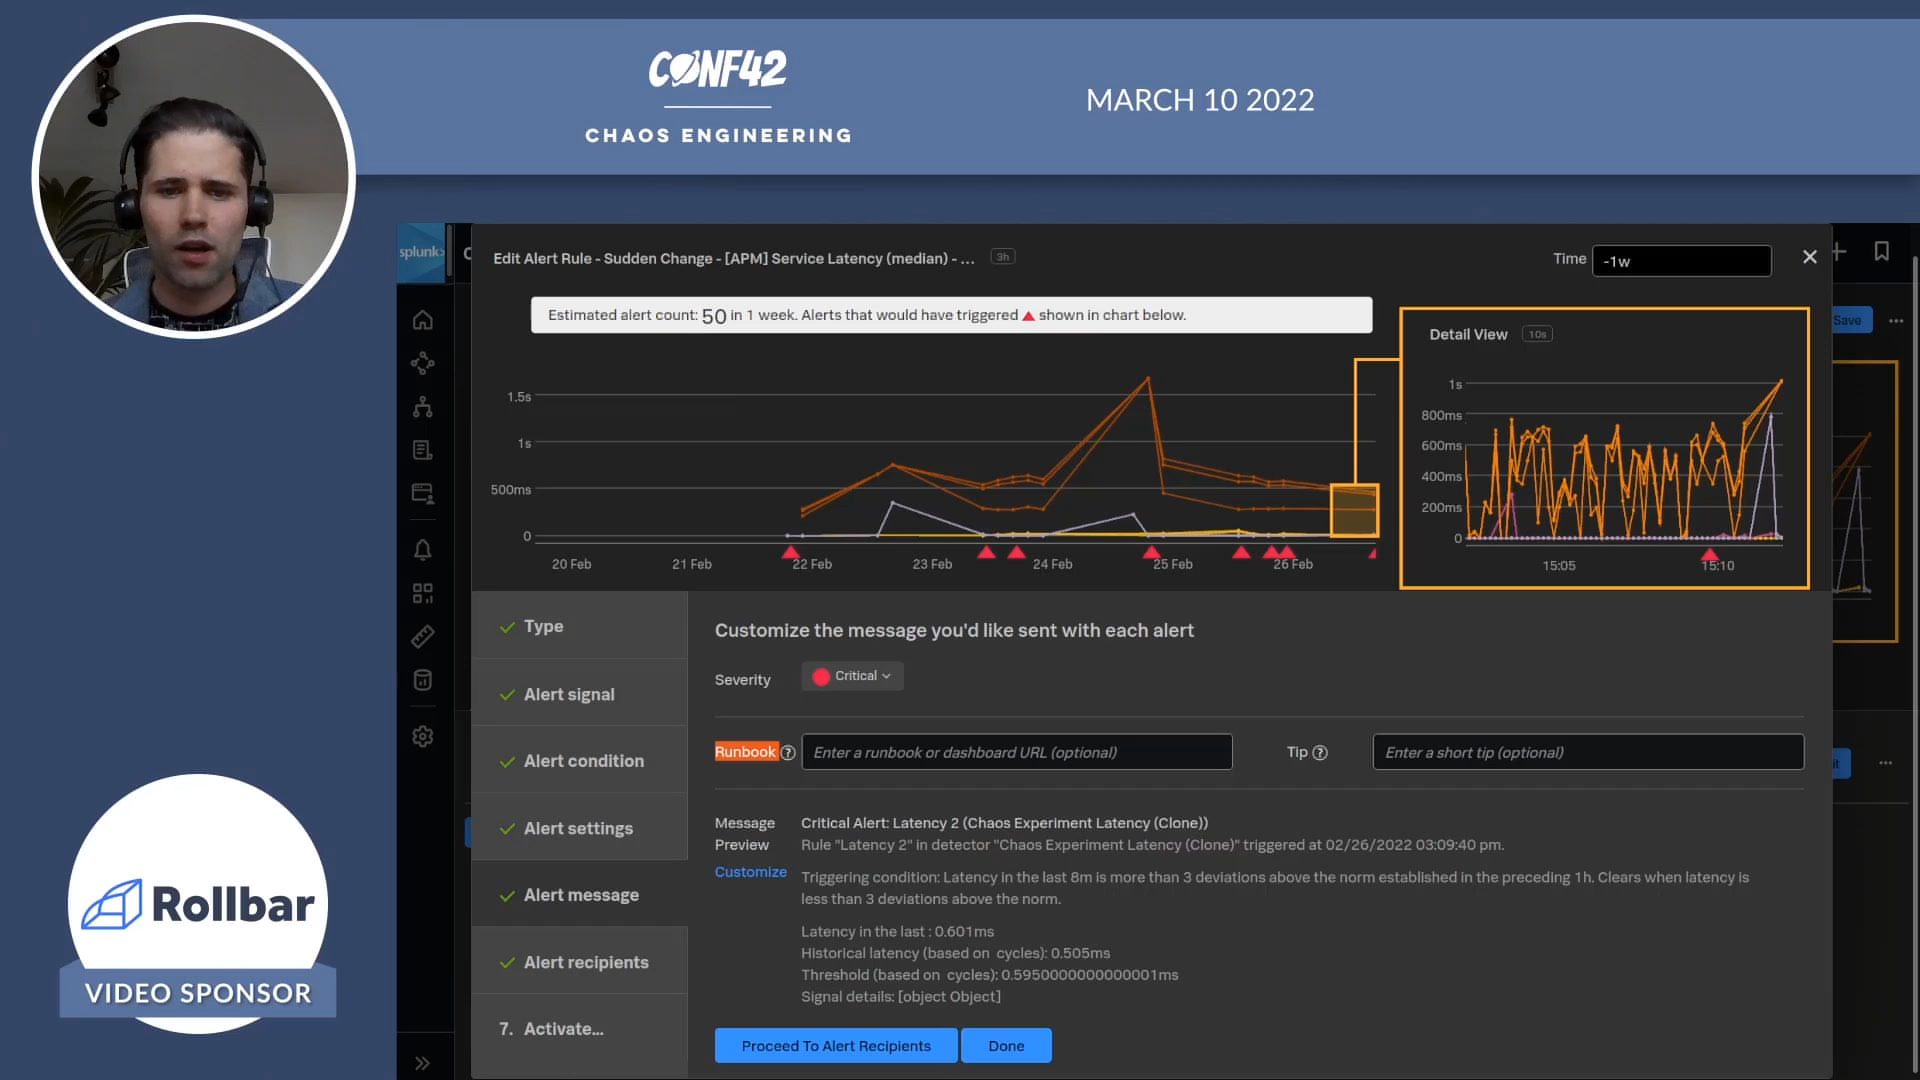 CONF42
CHAOS ENGINEERING
MARCH 10 2022
splunk>
Edit Alert Rule - Sudden Change - [APM] Service Latency (median) - ...
3h
Time
-1w
Save
Estimated alert count: 50 in 1 week. Alerts that would have triggered ▲ shown in chart below.
Detail View
10s
1.5s
1s
500ms
0
20 Feb
21 Feb
22 Feb
23 Feb
24 Feb
25 Feb
26 Feb
1s
800ms
600ms
400ms
200ms
0
15:05
15:10
Type
Alert signal
Alert condition
Alert settings
Alert message
Alert recipients
7. Activate...
Customize the message you'd like sent with each alert
Severity
Critical
Runbook
Enter a runbook or dashboard URL (optional)
Tip
Enter a short tip (optional)
Message
Preview
Customize
Critical Alert: Latency 2 (Chaos Experiment Latency (Clone))
Rule "Latency 2" in detector "Chaos Experiment Latency (Clone)" triggered at 02/26/2022 03:09:40 pm.
Triggering condition: Latency in the last 8m is more than 3 deviations above the norm established in the preceding 1h. Clears when latency is
less than 3 deviations above the norm.
Latency in the last : 0.601ms
Historical latency (based on cycles): 0.505ms
Threshold (based on cycles): 0.5950000000000001ms
Signal details: [object Object]
Proceed To Alert Recipients
Done
Rollbar
VIDEO SPONSOR